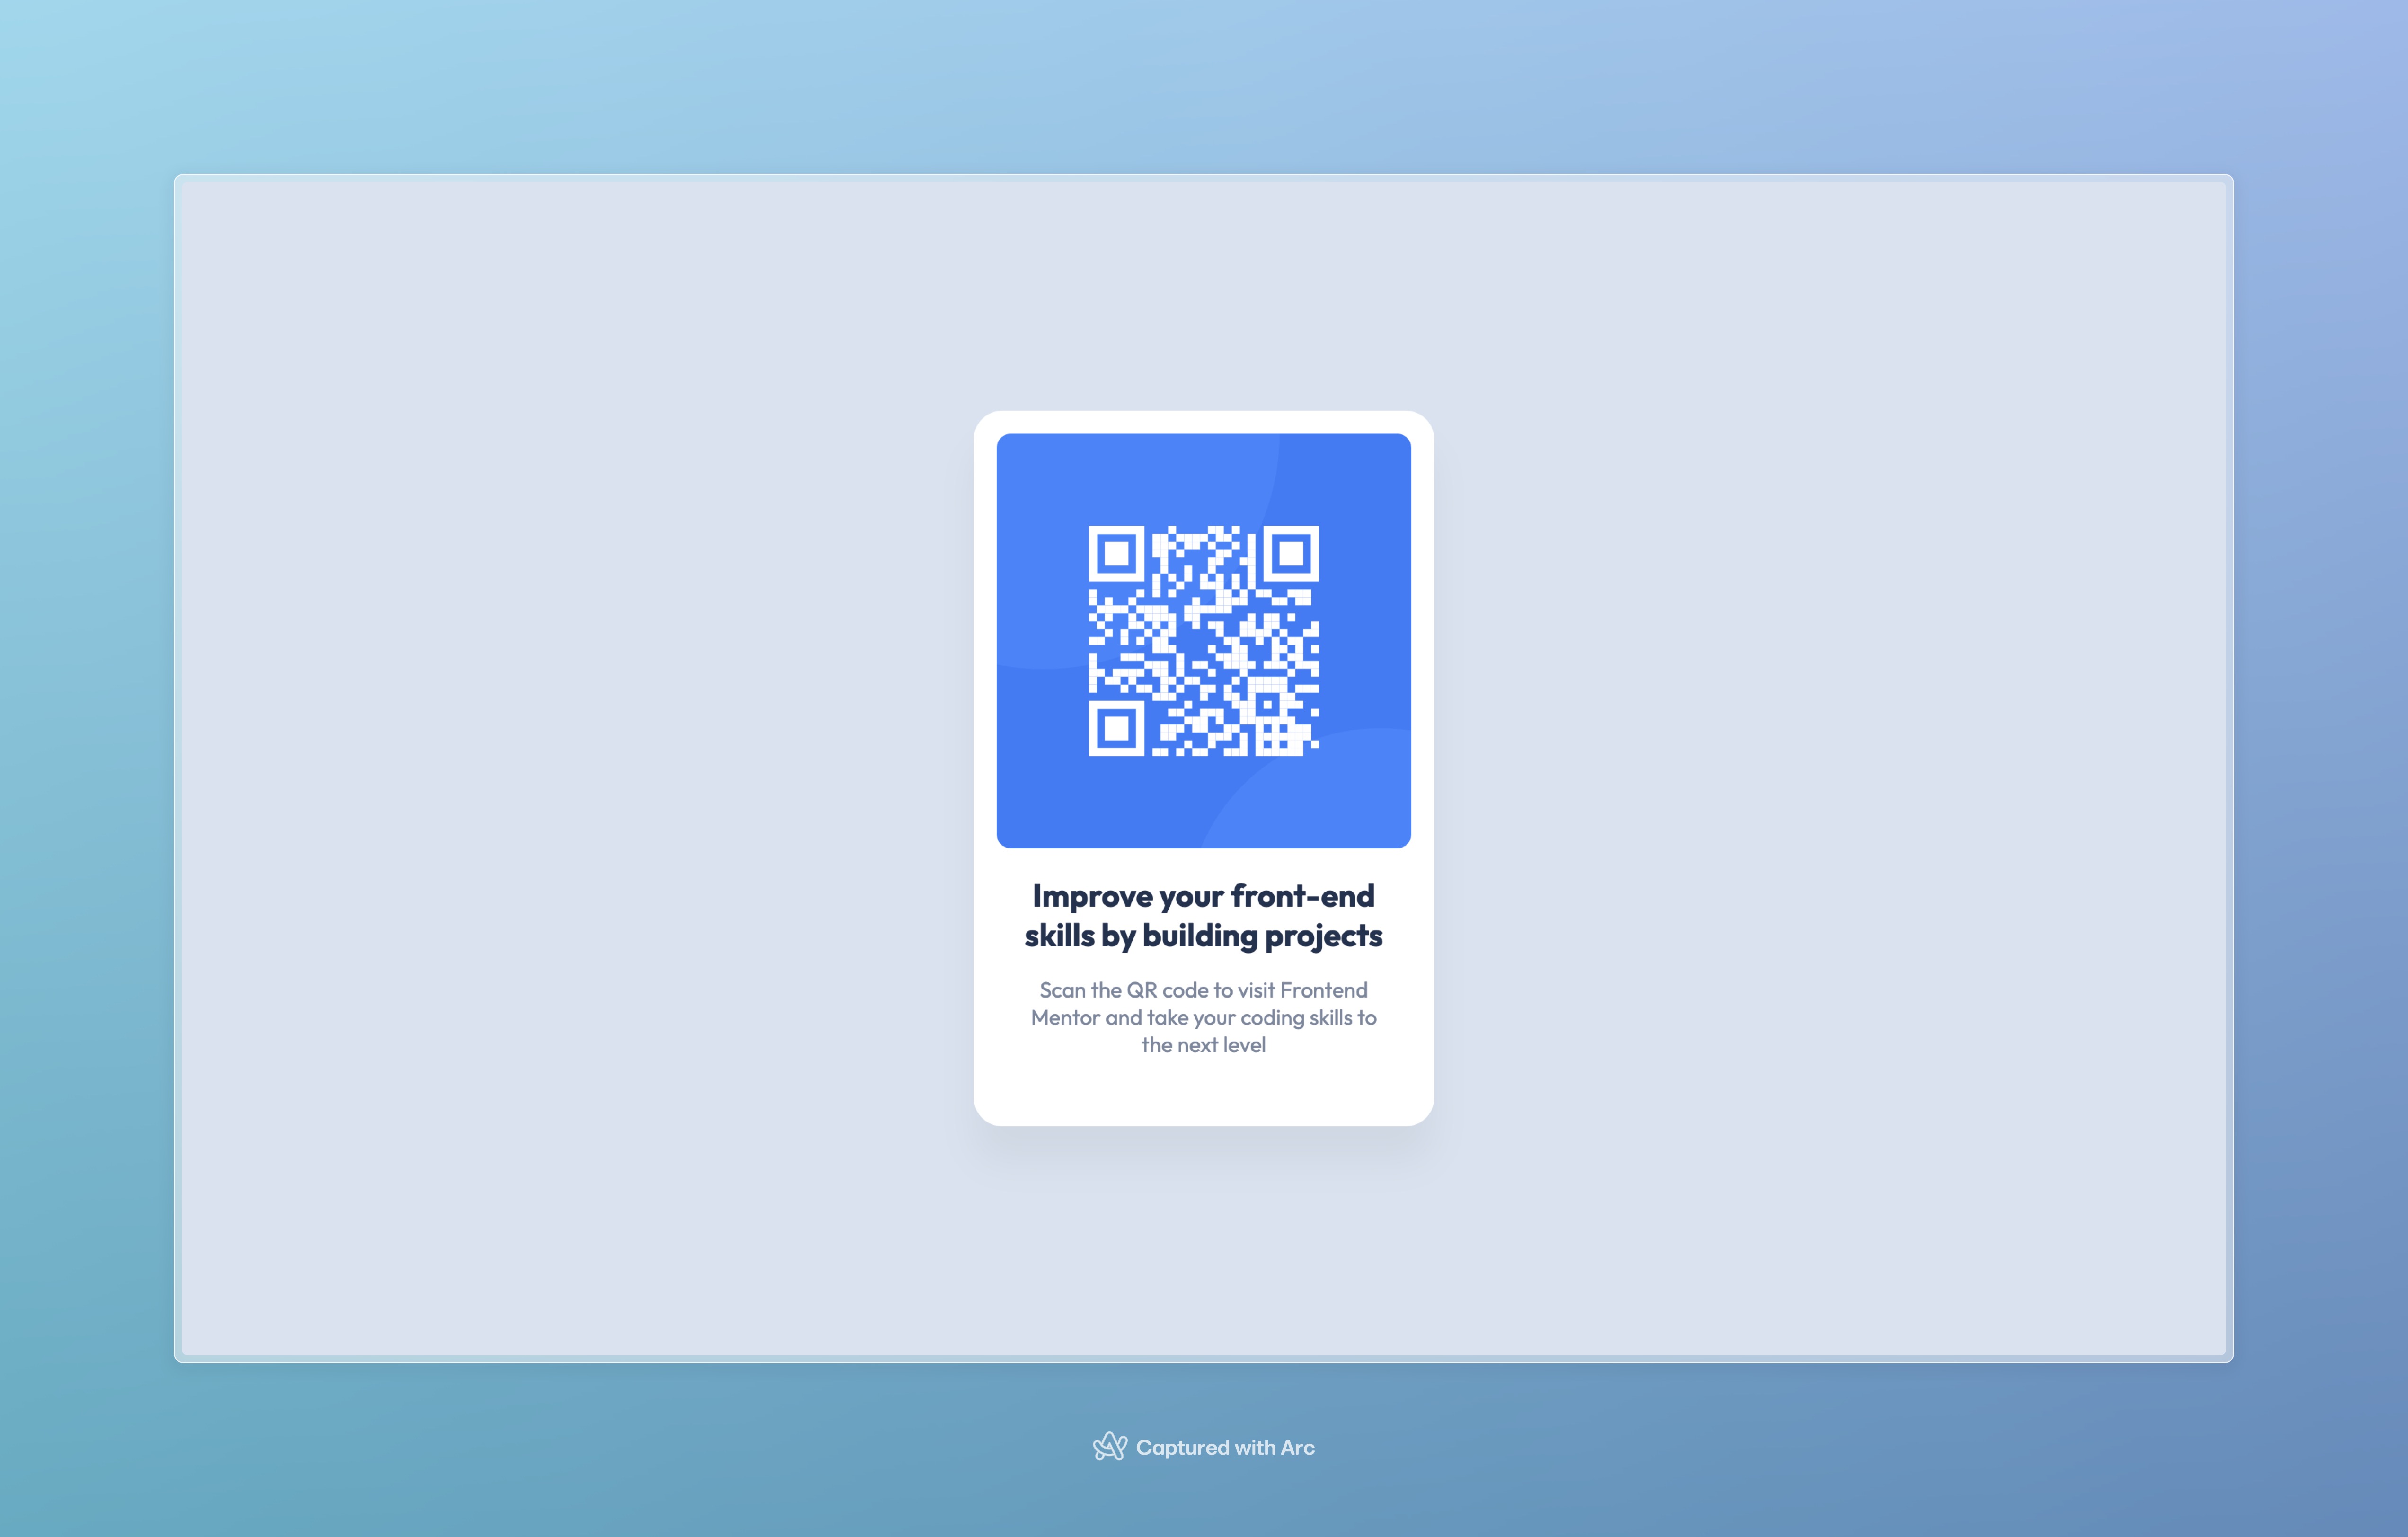 Improve your front-end
skills by building projects
Scan the QR code to visit Frontend
Mentor and take your coding skills to
the next level
Captured with Arc